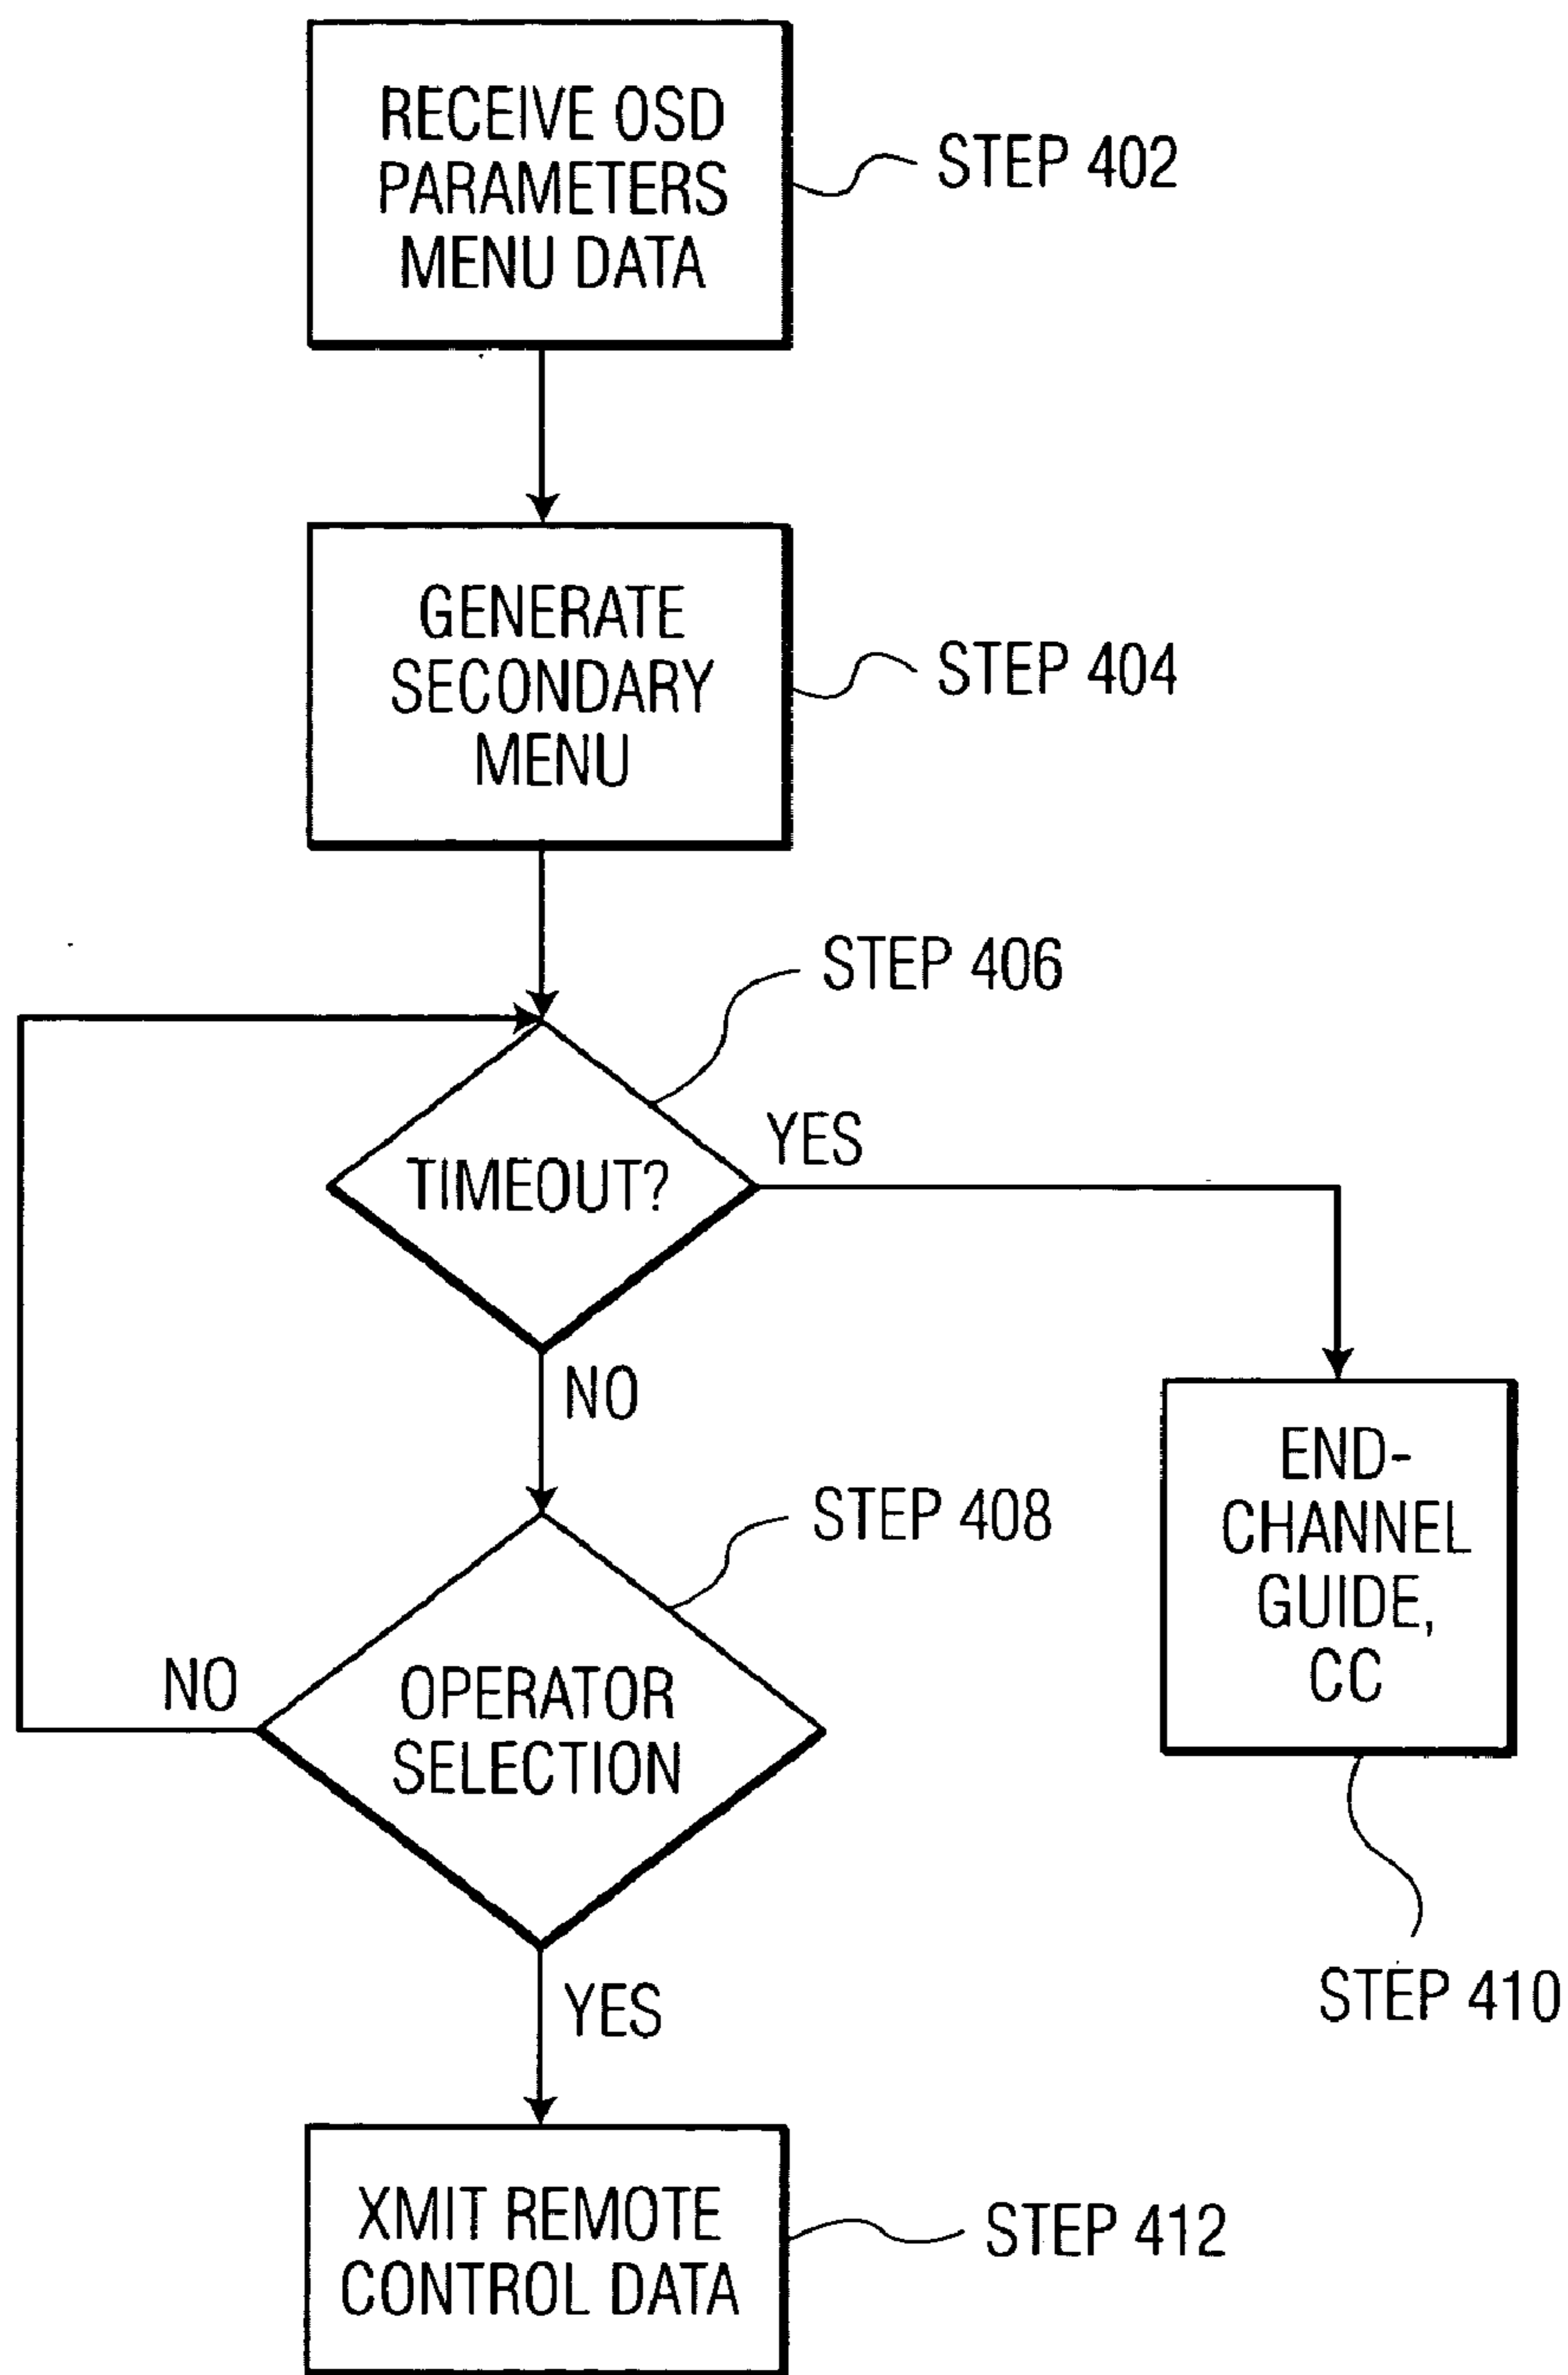 RECEIVE OSD
PARAMETERS
MENU DATA
STEP 402
GENERATE
SECONDARY
MENU
STEP 404
STEP 406
TIMEOUT?
YES
NO
END-
CHANNEL
GUIDE,
CC
STEP 408
OPERATOR
SELECTION
NO
STEP 410
YES
XMIT REMOTE
CONTROL DATA
STEP 412